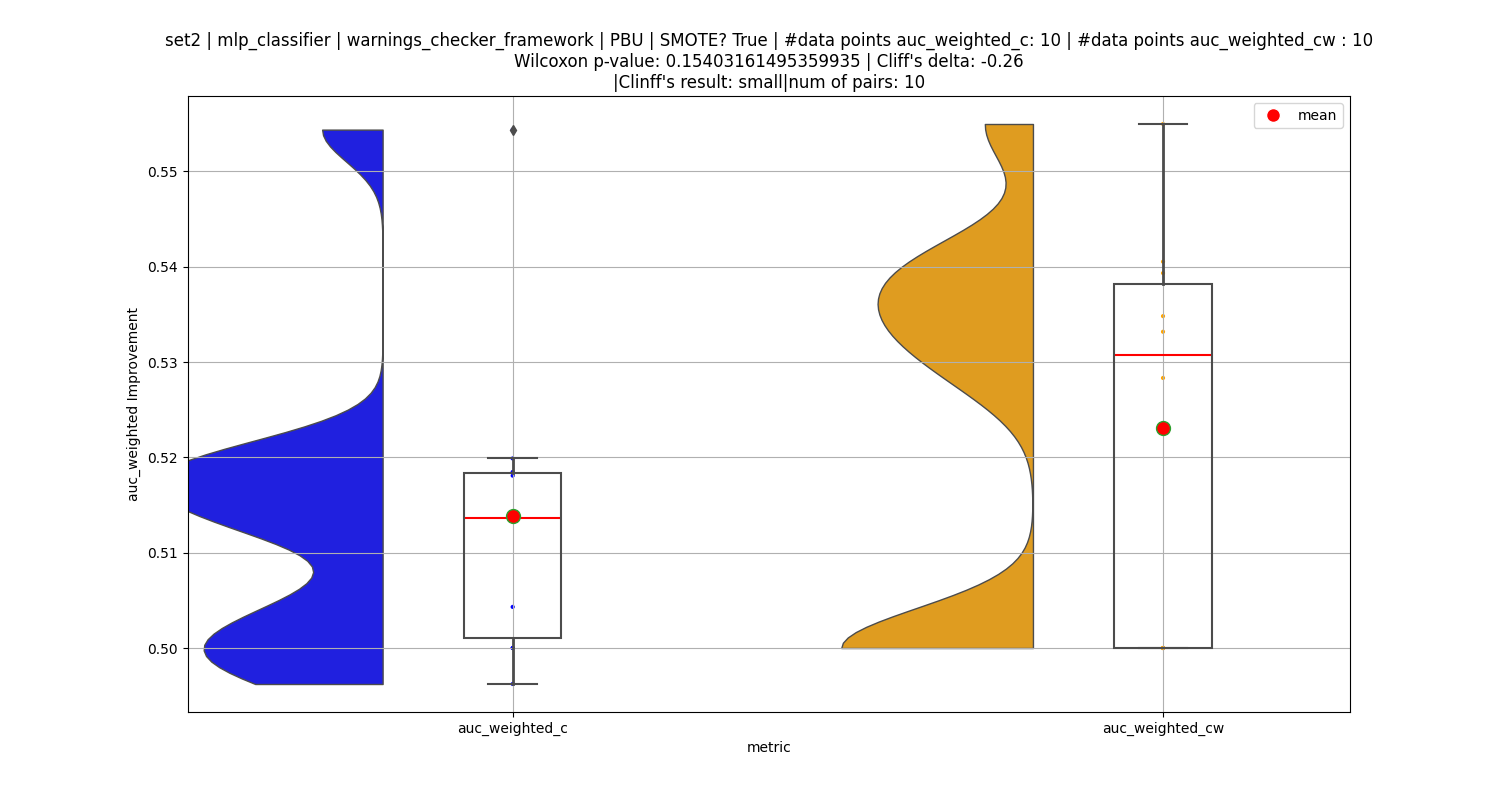 set2 | mlp_classifier | warnings_checker_framework | PBU | SMOTE? True | #data points auc_weighted_c: 10 | #data points auc_weighted_cw : 10
Wilcoxon p-value: 0.15403161495359935 | Cliff's delta: -0.26
|Clinff's result: small|num of pairs: 10
mean
0.55
0.54
0.53
0.52
0.51
0.50
auc_weighted Improvement
auc_weighted_c
auc_weighted_cw
metric